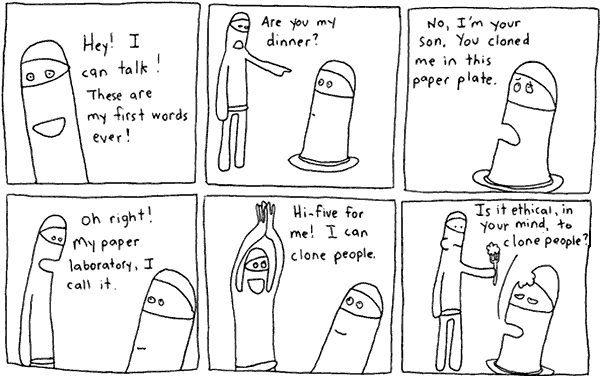 Hey! I
can talk!
These are
my first words
ever!
Are you my
dinner?
No, I'm your
son. You cloned
me in this
paper plate.
Oh right!
My paper
laboratory, I
call it.
Hi-five for
me! I can
clone people.
Is it ethical, in
your mind, to
clone people?